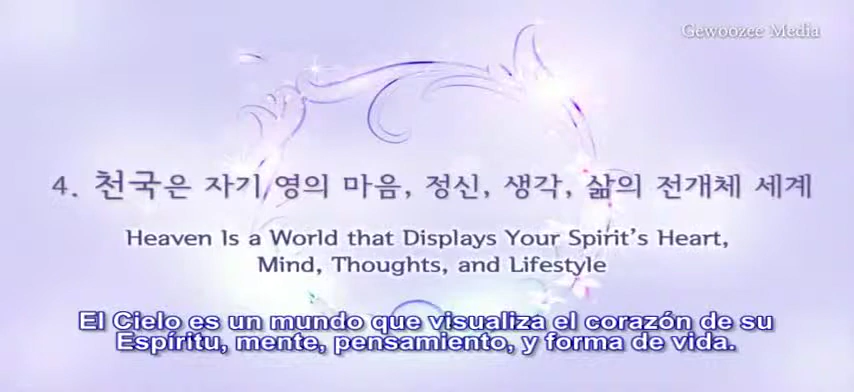 Gewoozee Media
4. 천국은 자기 영의 마음, 정신, 생각, 삶의 전개체 세계
Heaven Is a World that Displays Your Spirit's Heart,
Mind, Thoughts, and Lifestyle
El Cielo es un mundo que visualiza el corazón de su
Espíritu, mente, pensamiento, y forma de vida.